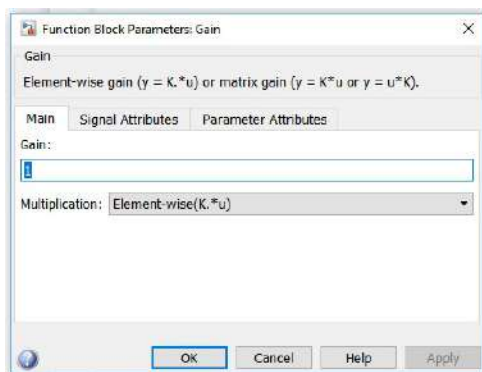 Function Block Parameters: Gain
Gain
Element-wise gain (y = K.*u) or matrix gain (y = K*u or y = u*K).
Main Signal Attributes Parameter Attributes
Gain:
1
Multiplication: Element-wise(K.*u)
OK Cancel Help Apply